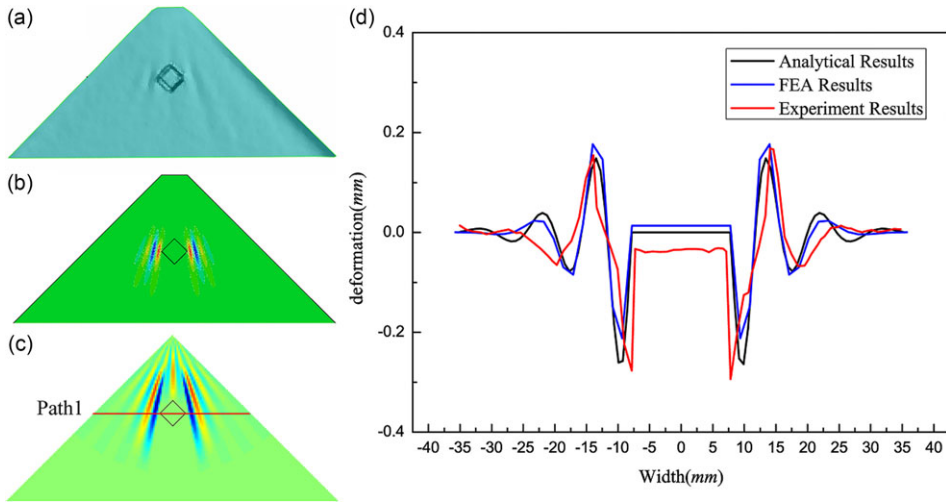 (a)
(b)
(c)
Path1
(d)
0.4
0.2
0.0
-0.2
-0.4
deformation(mm)
Analytical Results
FEA Results
Experiment Results
-40 -35 -30 -25 -20 -15 -10 -5 0 5 10 15 20 25 30 35 40
Width(mm)